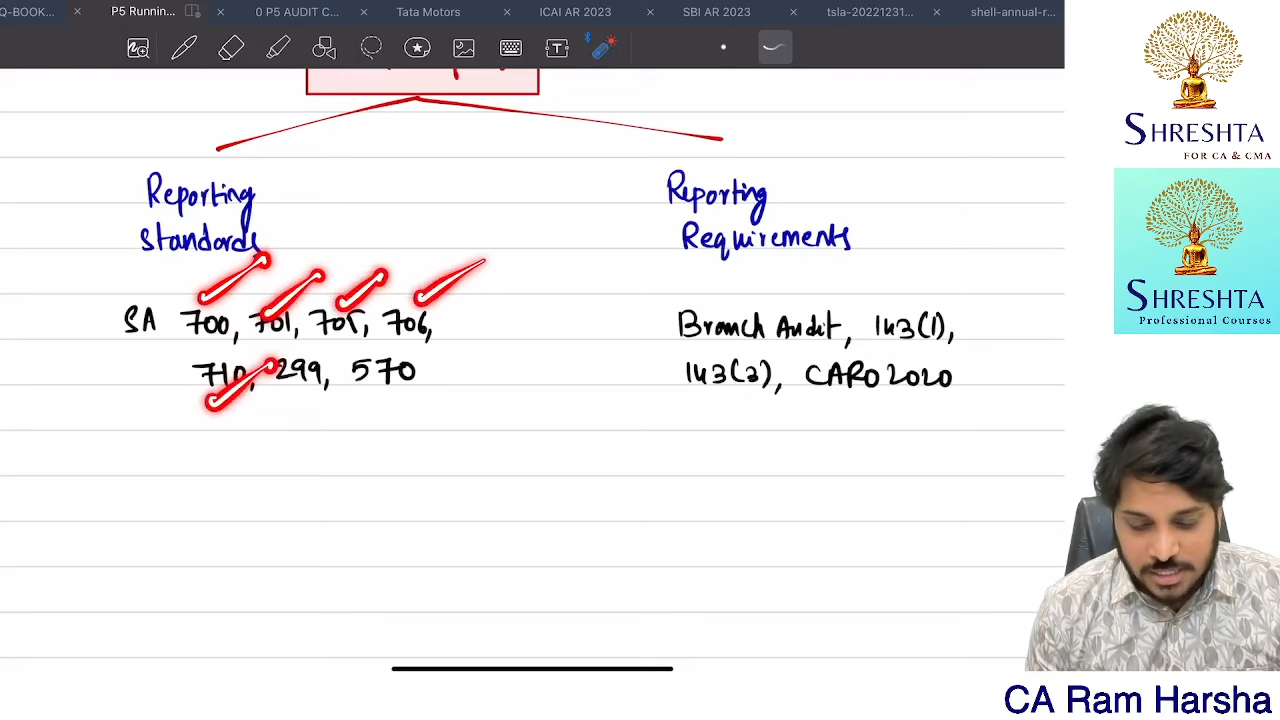 Q-BOOK...
P5 Runnin...
0 P5 AUDIT C...
Tata Motors
ICAI AR 2023
SBI AR 2023
tsla-20221231...
shell-annual-r...
SHRESHTA
FOR CA & CMA
SHRESHTA
Professional Courses
Reporting
standards
SA 700, 701, 705, 706,
710, 299, 570
Reporting
Requirements
Branch Audit, 143(1),
143(3), CARO 2020
CA Ram Harsha